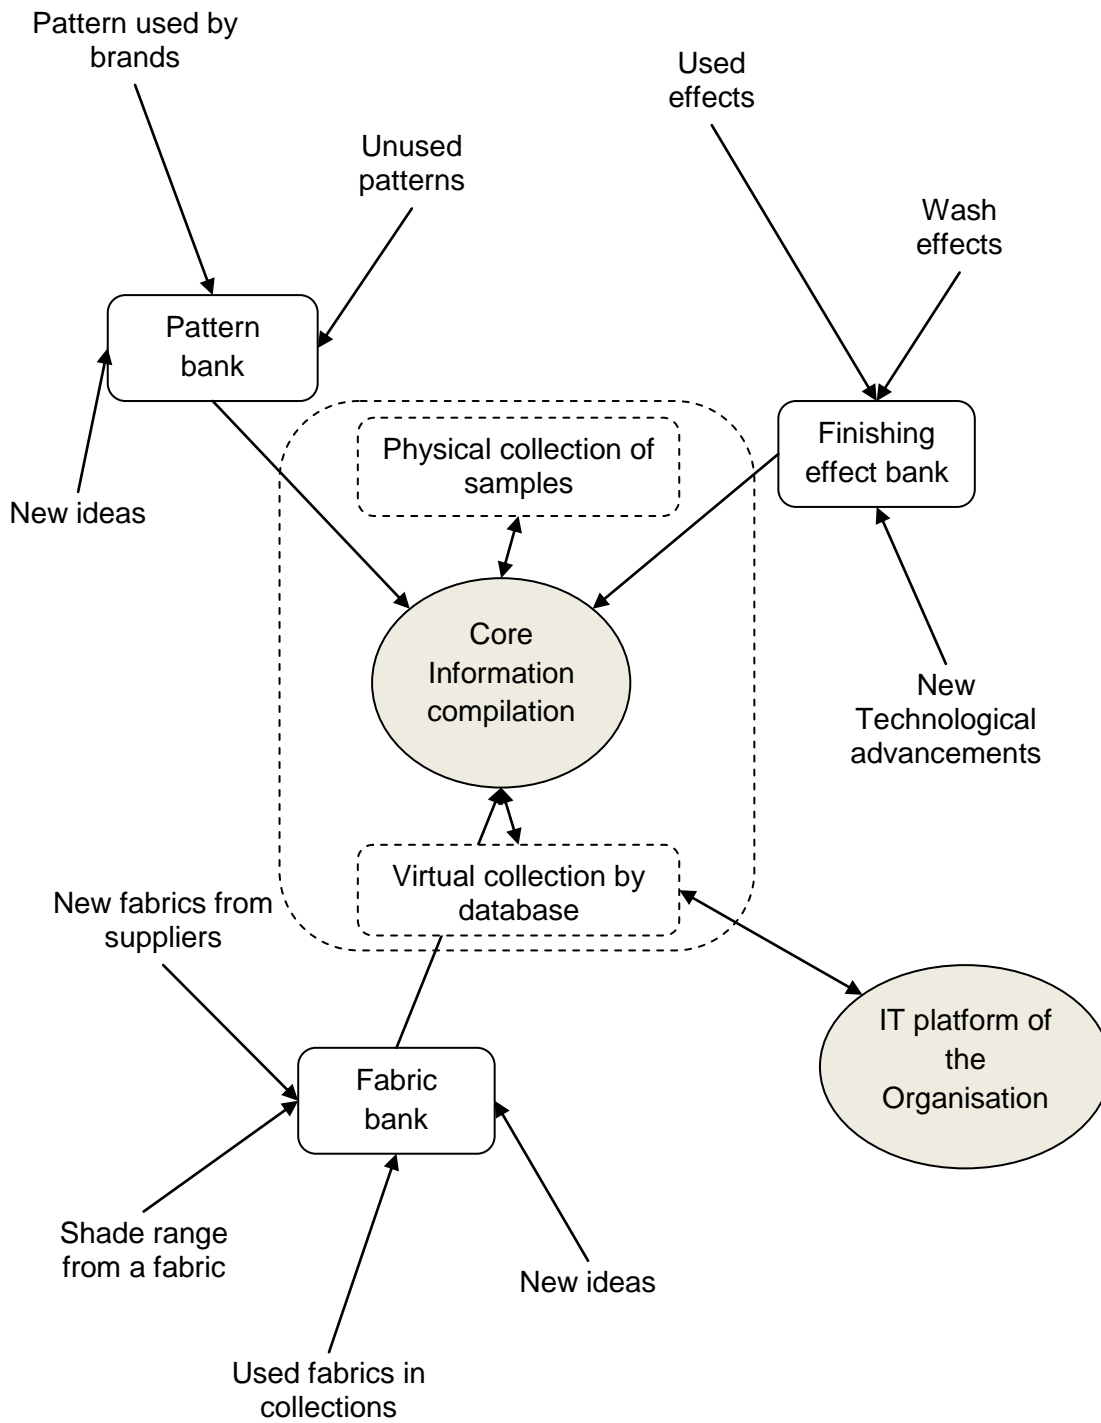 Pattern used by
brands
Used
effects
Unused
patterns
Wash
effects
Pattern
bank
New ideas
Physical collection of
samples
Finishing
effect bank
Core
Information
compilation
New
Technological
advancements
Virtual collection by
database
New fabrics from
suppliers
IT platform of
the
Organisation
Fabric
bank
Shade range
from a fabric
New ideas
Used fabrics in
collections